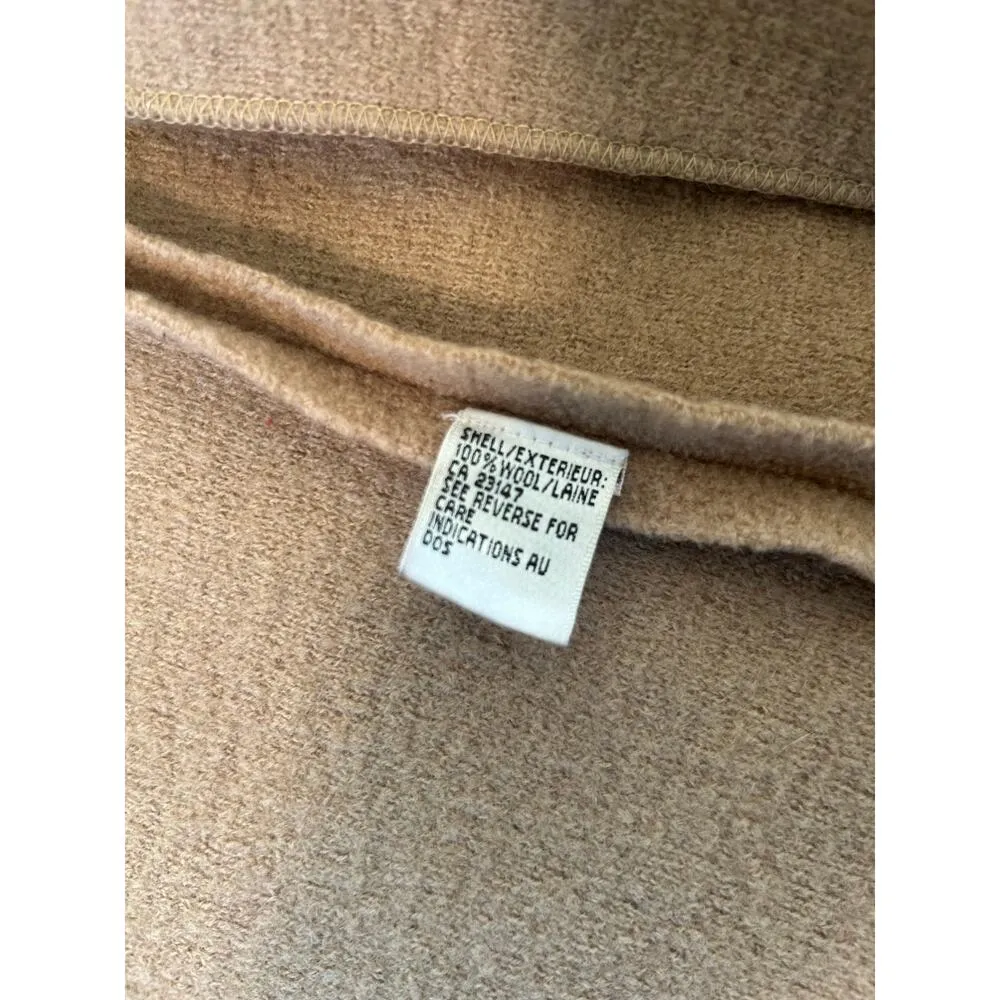 SHELL/EXTERIEUR:
100% WOOL/LAINE
CA 23147
SEE REVERSE FOR
CARE
INDICATIONS AU
DOS